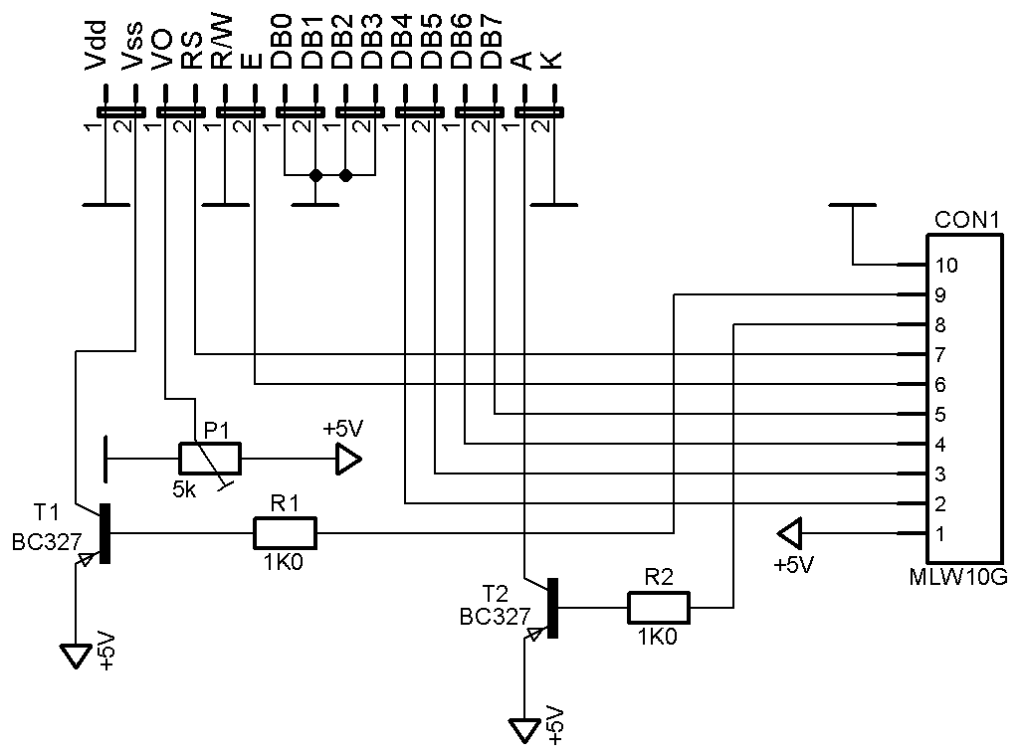 Vdd
Vss
VO
RS
R/W
E
DB0
DB1
DB2
DB3
DB4
DB5
DB6
DB7
A
K
1
2
1
2
1
2
1
2
1
2
1
2
1
2
1
2
CON1
10
9
8
7
6
5
4
3
2
1
MLW10G
+5V
P1
5k
+5V
T1
BC327
R1
1K0
+5V
T2
BC327
R2
1K0
+5V